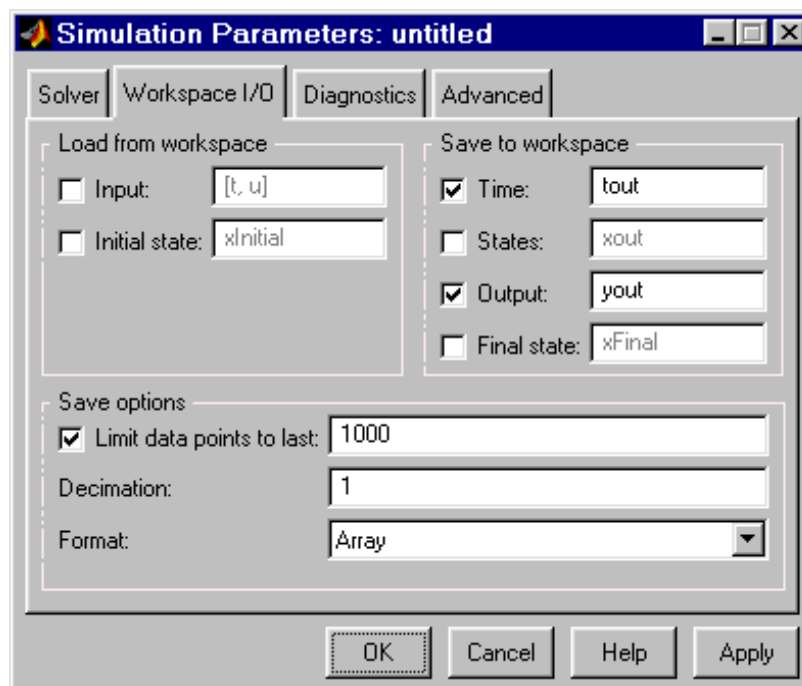 Simulation Parameters: untitled
Solver Workspace I/O Diagnostics Advanced
Load from workspace
Input: [t, u]
Initial state: xInitial
Save to workspace
Time: tout
States: xout
Output: yout
Final state: xFinal
Save options
Limit data points to last: 1000
Decimation: 1
Format: Array
OK Cancel Help Apply